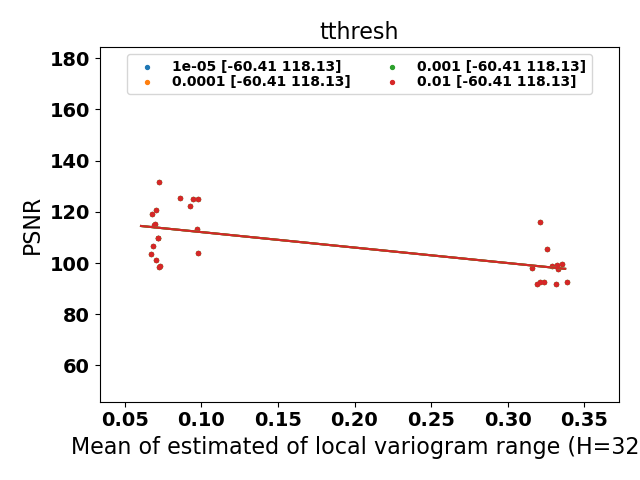 tthresh
1e-05 [-60.41 118.13]
0.0001 [-60.41 118.13]
0.001 [-60.41 118.13]
0.01 [-60.41 118.13]
PSNR
180
160
140
120
100
80
60
0.05 0.10 0.15 0.20 0.25 0.30 0.35
Mean of estimated of local variogram range (H=32